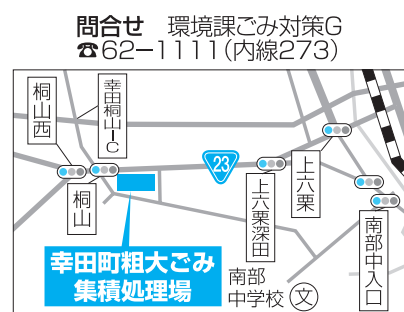 問合せ 環境課ごみ対策G
☎62−1111(内線273)
桐山西
幸田桐山IC
桐山
23
上六栗深田
上六栗
南部中入口
幸田町粗大ごみ
集積処理場
南部
中学校 文